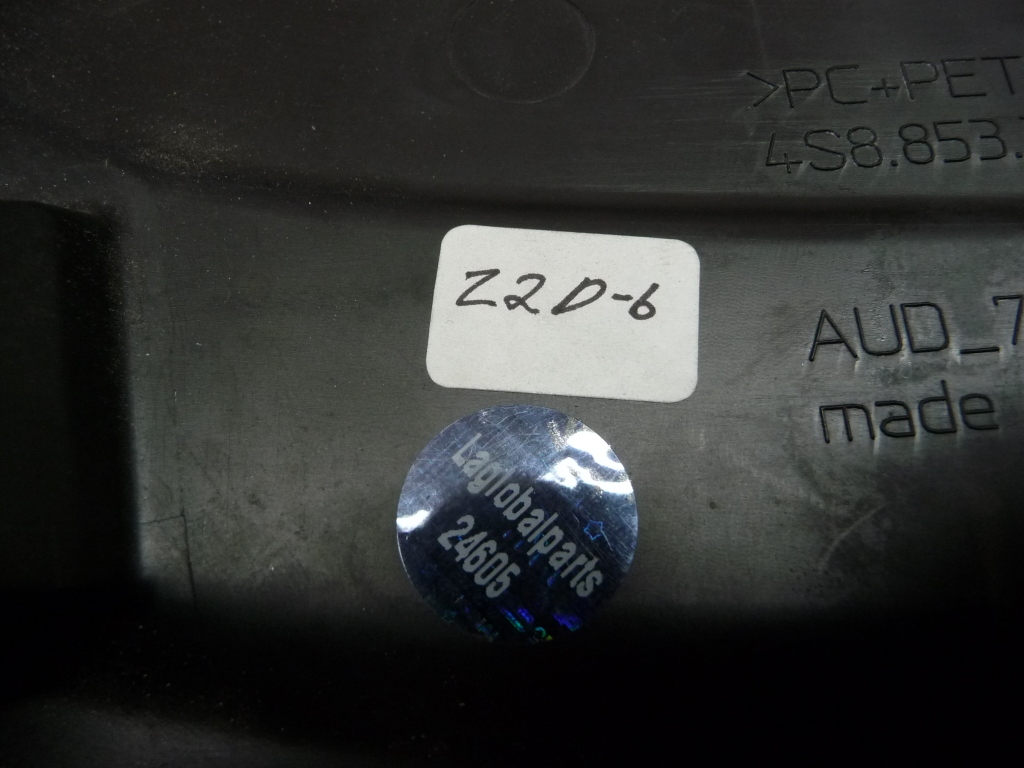 >PC+PET
4S8.853.
Z2D-6
AUD_7
made
Laglobalparts
24605